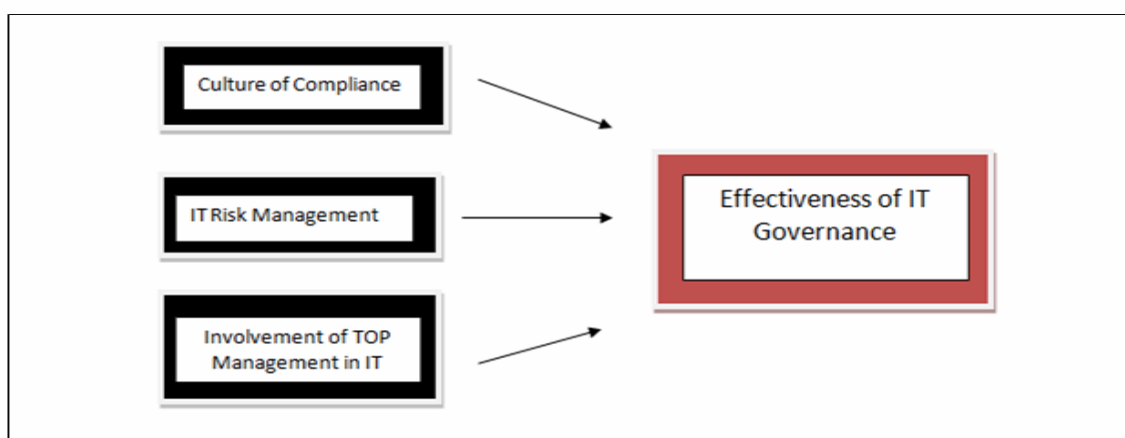 Culture of Compliance
IT Risk Management
Involvement of TOP
Management in IT
Effectiveness of IT
Governance